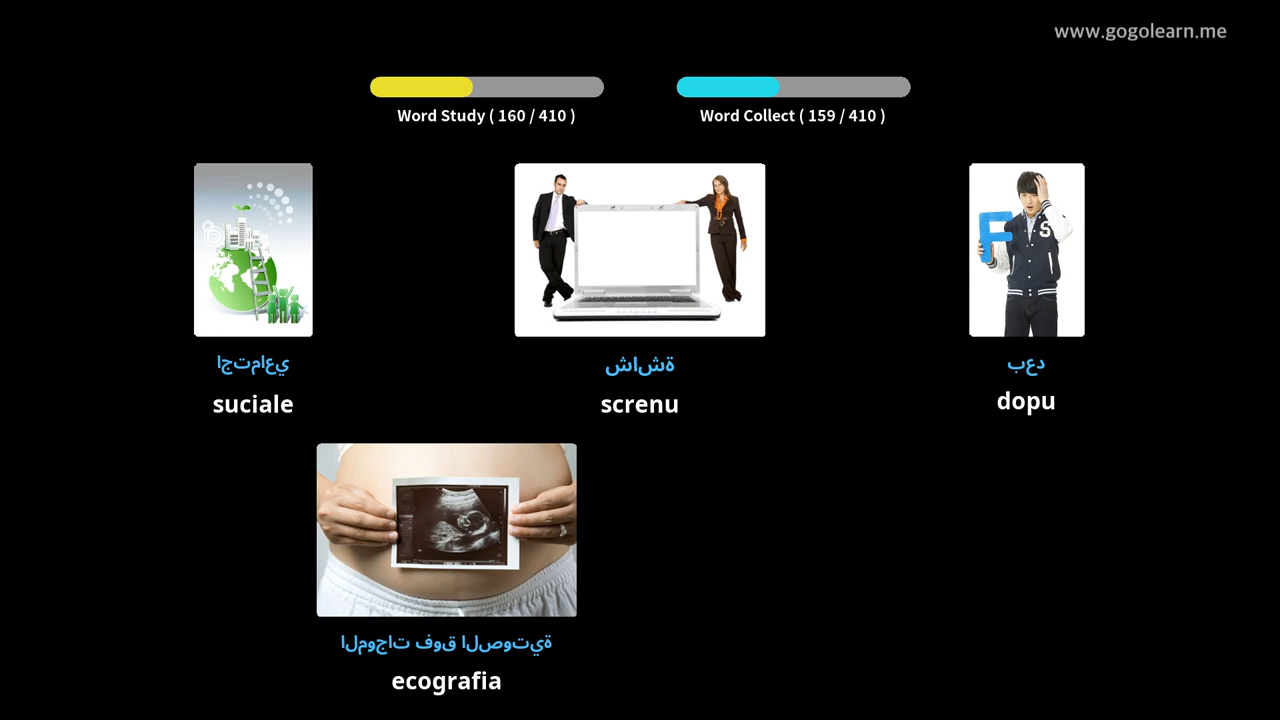 www.gogolearn.me
Word Study ( 160 / 410 )
Word Collect ( 159 / 410 )
F
S
اجتماعي
شاشة
بعد
suciale
screnu
dopu
الموجات فوق الصوتية
ecografia